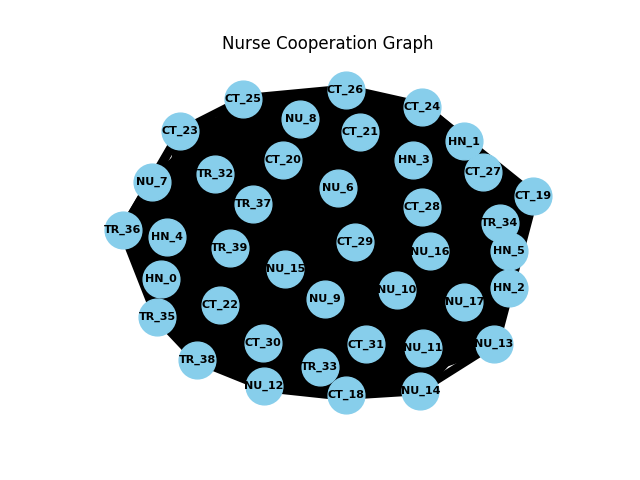 Nurse Cooperation Graph
CT_26
CT_25
CT_24
NU_8
CT_23
CT_21
HN_1
CT_20
HN_3
CT_27
TR_32
NU_7
NU_6
CT_19
TR_37
CT_28
TR_34
TR_36
HN_4
CT_29
TR_39
NU_16
HN_5
NU_15
HN_0
HN_2
NU_10
NU_9
NU_17
CT_22
TR_35
CT_30
CT_31
NU_13
NU_11
TR_38
TR_33
NU_12
NU_14
CT_18